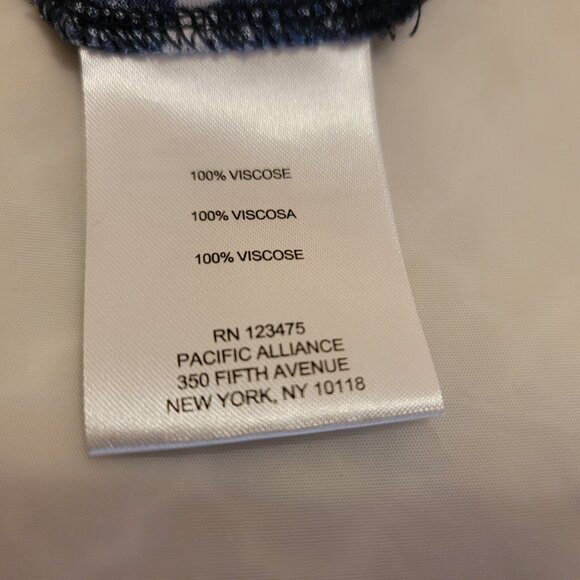 100% VISCOSE
100% VISCOSA
100% VISCOSE
RN 123475
PACIFIC ALLIANCE
350 FIFTH AVENUE
NEW YORK, NY 10118